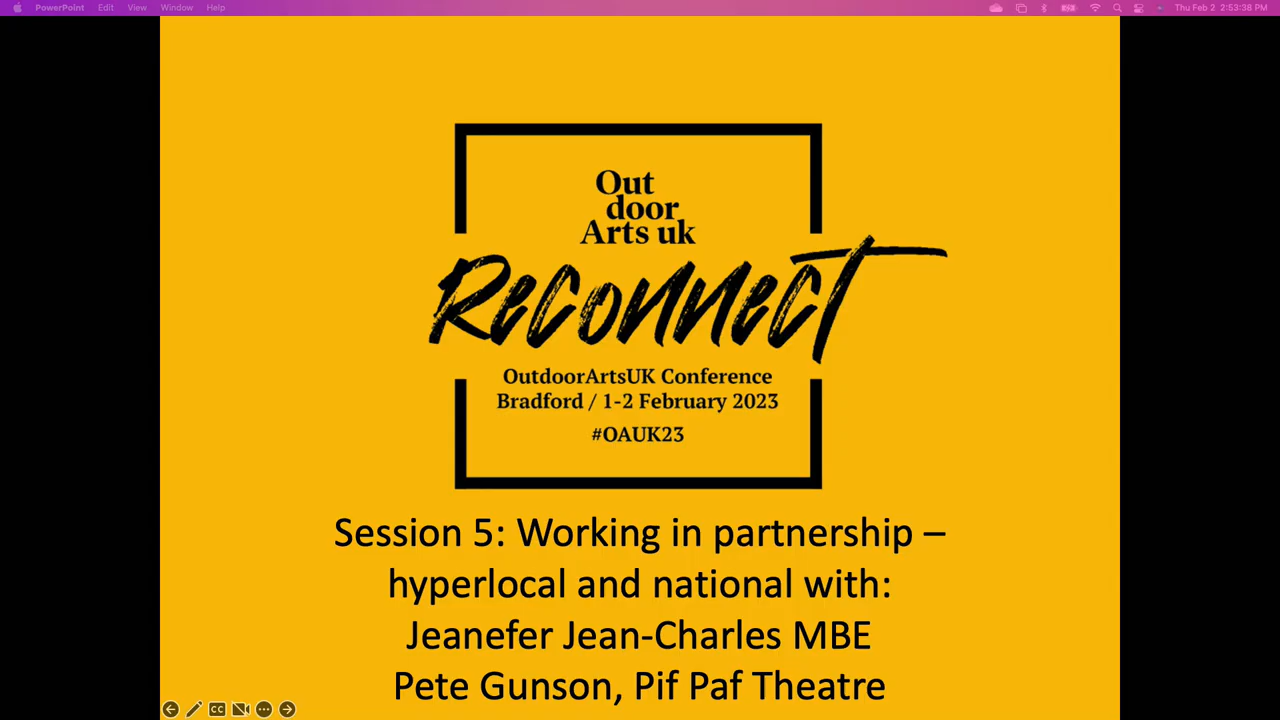 PowerPoint Edit View Window Help Thu Feb 2 2:53:38 PM
Out
door
Arts uk
Reconnect
OutdoorArtsUK Conference
Bradford / 1-2 February 2023
#OAUK23
Session 5: Working in partnership –
hyperlocal and national with:
Jeanefer Jean-Charles MBE
Pete Gunson, Pif Paf Theatre
CC